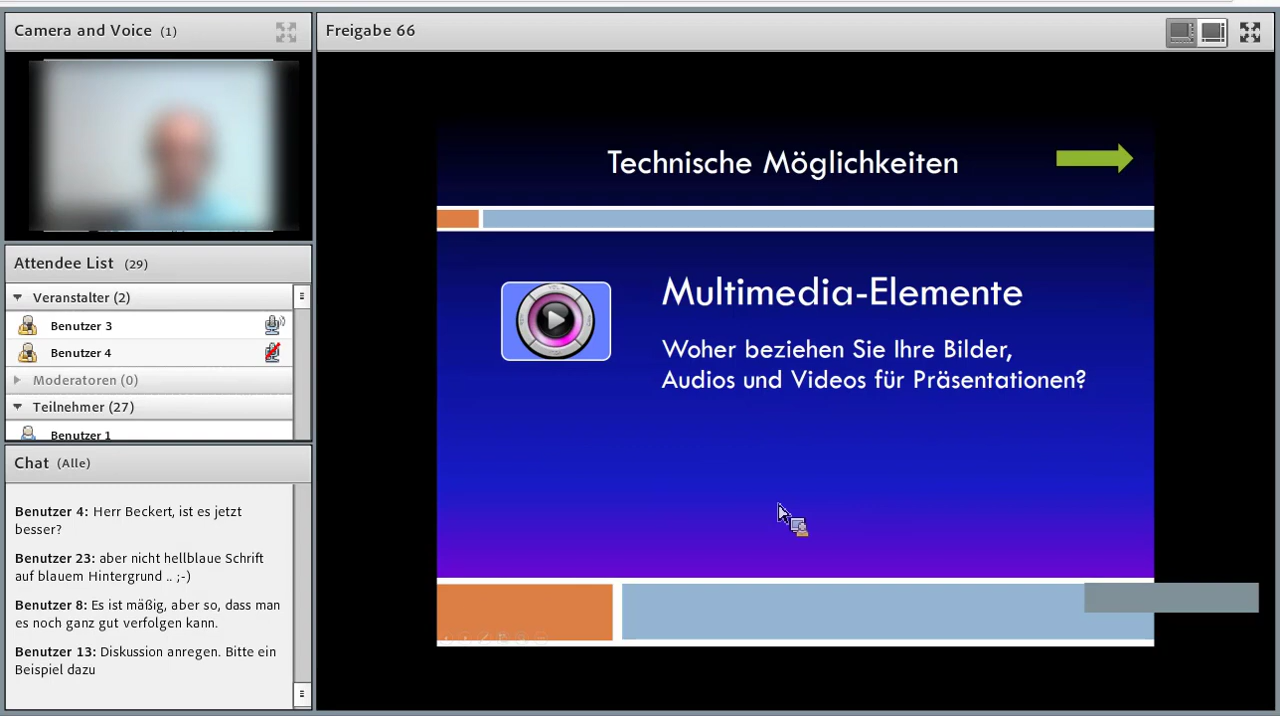 Camera and Voice (1)
Freigabe 66
Technische Möglichkeiten
Multimedia-Elemente
Woher beziehen Sie Ihre Bilder,
Audios und Videos für Präsentationen?
Attendee List (29)
Veranstalter (2)
Benutzer 3
Benutzer 4
Moderatoren (0)
Teilnehmer (27)
Benutzer 1
Chat (Alle)
Benutzer 4: Herr Beckert, ist es jetzt
besser?
Benutzer 23: aber nicht hellblaue Schrift
auf blauem Hintergrund .. ;-)
Benutzer 8: Es ist mäßig, aber so, dass man
es noch ganz gut verfolgen kann.
Benutzer 13: Diskussion anregen. Bitte ein
Beispiel dazu